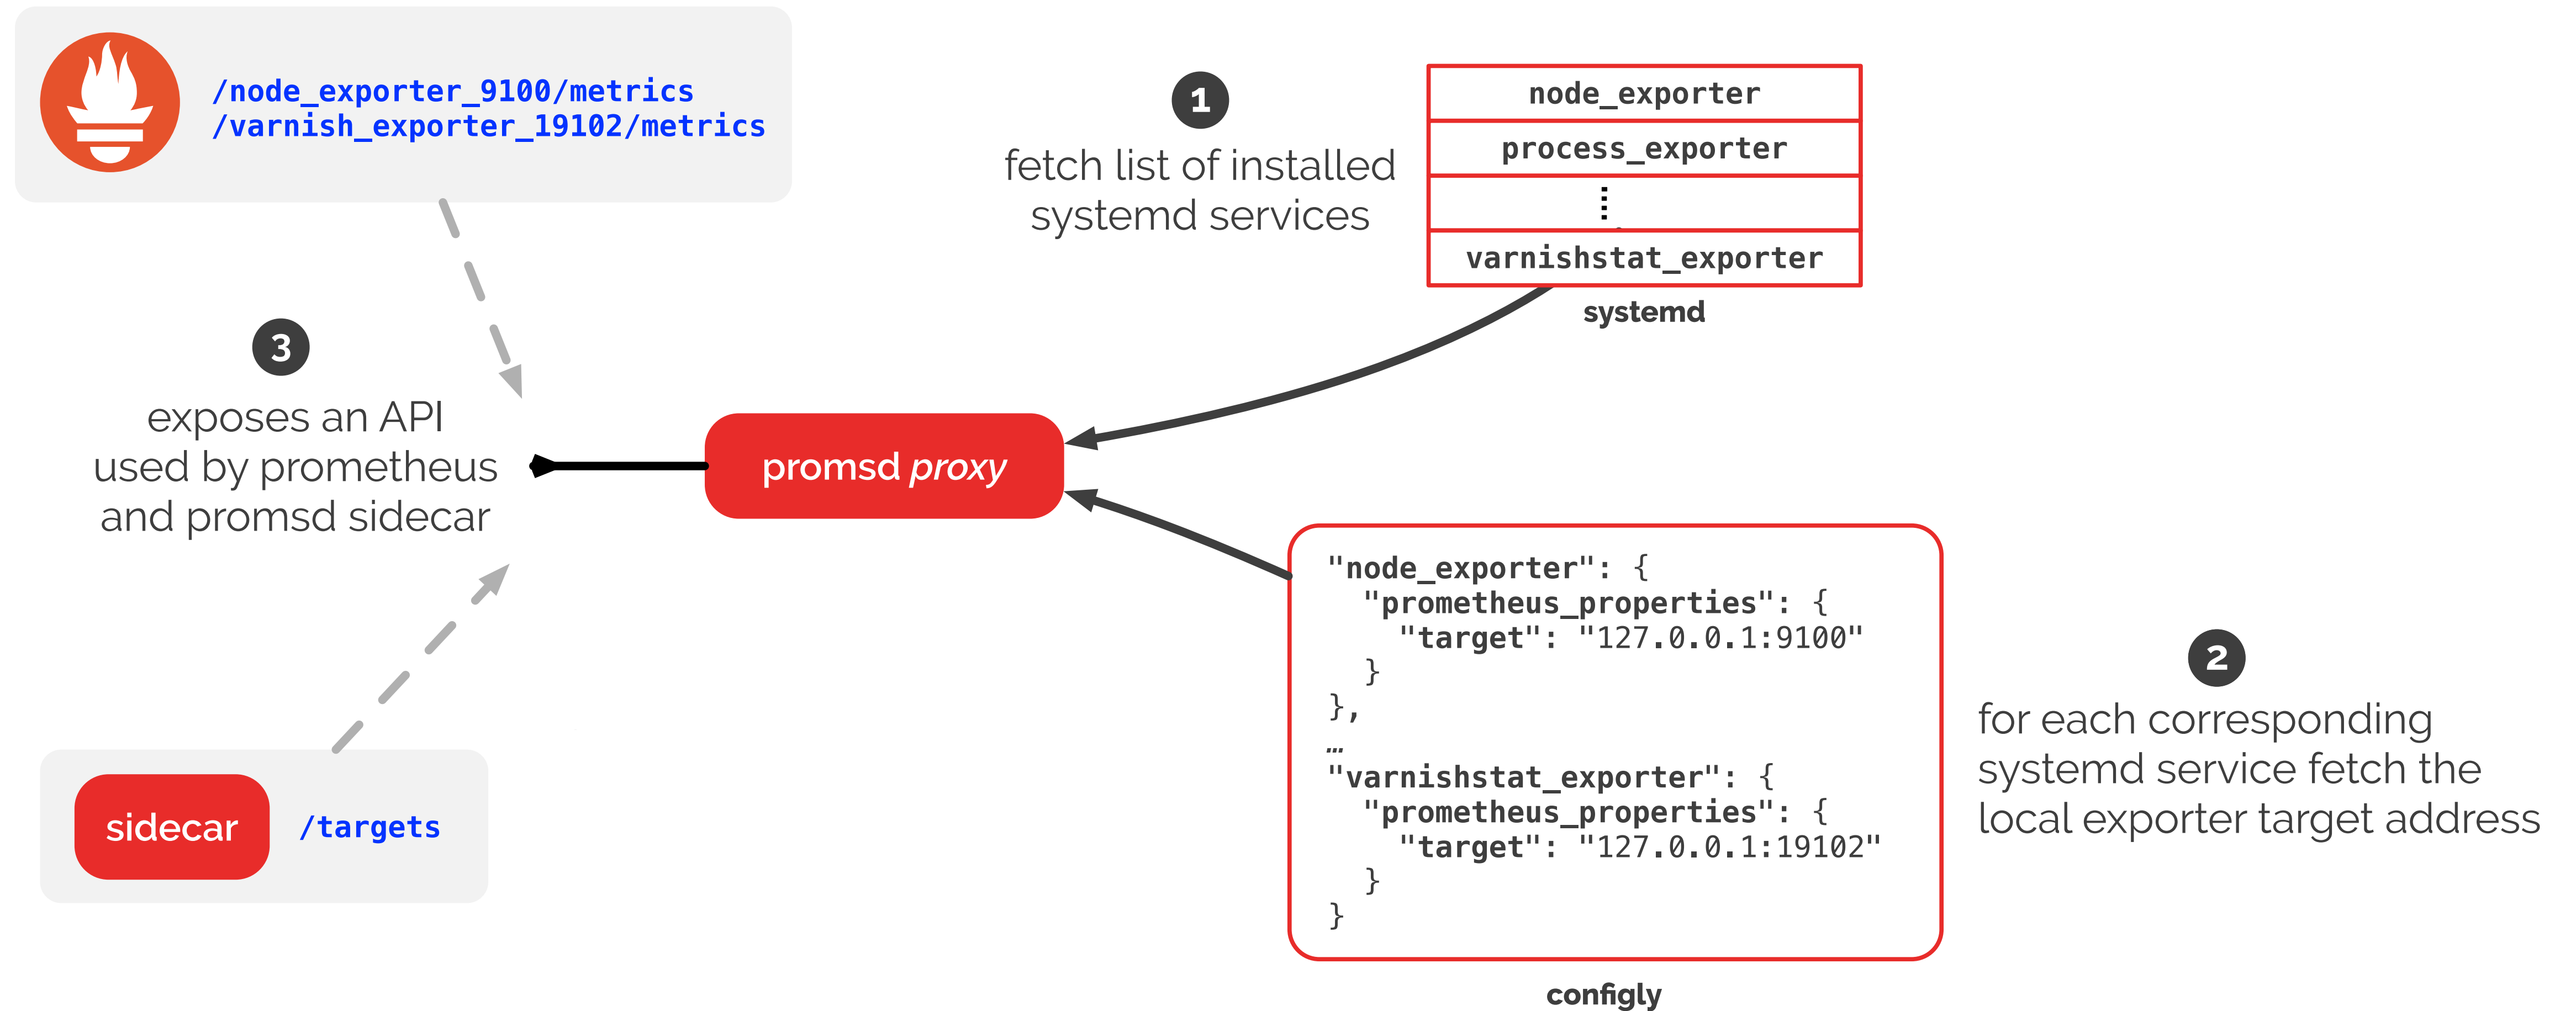 /node_exporter_9100/metrics
/varnish_exporter_19102/metrics
1
fetch list of installed
systemd services
node_exporter
process_exporter
varnishstat_exporter
systemd
3
exposes an API
used by prometheus
and promsd sidecar
promsd proxy
"node_exporter": {
"prometheus_properties": {
"target": "127.0.0.1:9100"
}
},
…
"varnishstat_exporter": {
"prometheus_properties": {
"target": "127.0.0.1:19102"
}
}
configly
2
for each corresponding
systemd service fetch the
local exporter target address
sidecar
/targets